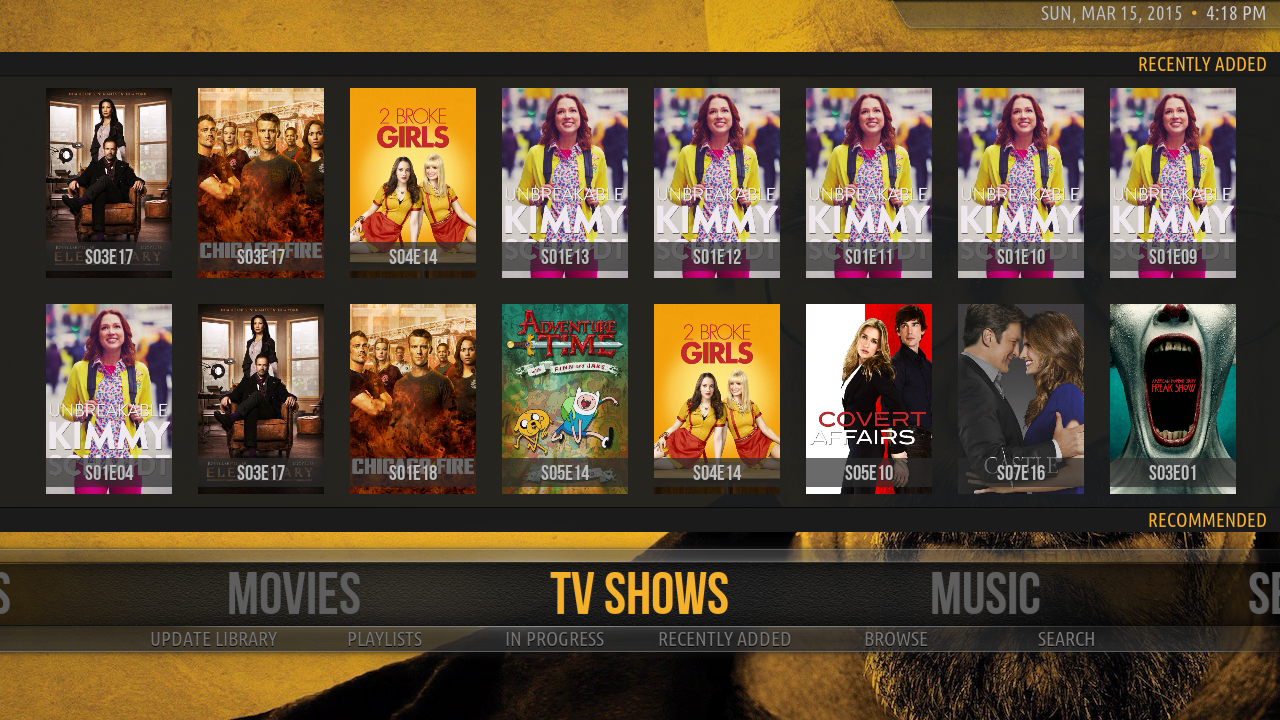 SUN, MAR 15, 2015 • 4:18 PM
RECENTLY ADDED
ELEMENTARY
S03E17
CHICAGO FIRE
S03E17
2 BROKE
GIRLS
S04E14
UNBREAKABLE
KIMMY
SCHMIDT
S01E13
UNBREAKABLE
KIMMY
SCHMIDT
S01E12
UNBREAKABLE
KIMMY
SCHMIDT
S01E11
UNBREAKABLE
KIMMY
SCHMIDT
S01E10
UNBREAKABLE
KIMMY
SCHMIDT
S01E09
UNBREAKABLE
KIMMY
SCHMIDT
S01E04
ELEMENTARY
S03E17
CHICAGO FIRE
S01E18
ADVENTURE
TIME
WITH FINN AND JAKE
S05E14
2 BROKE
GIRLS
S04E14
COVERT
AFFAIRS
S05E10
CASTLE
S07E16
AMERICAN HORROR STORY
FREAK SHOW
S03E01
RECOMMENDED
S
MOVIES
TV SHOWS
MUSIC
SE
UPDATE LIBRARY
PLAYLISTS
IN PROGRESS
RECENTLY ADDED
BROWSE
SEARCH